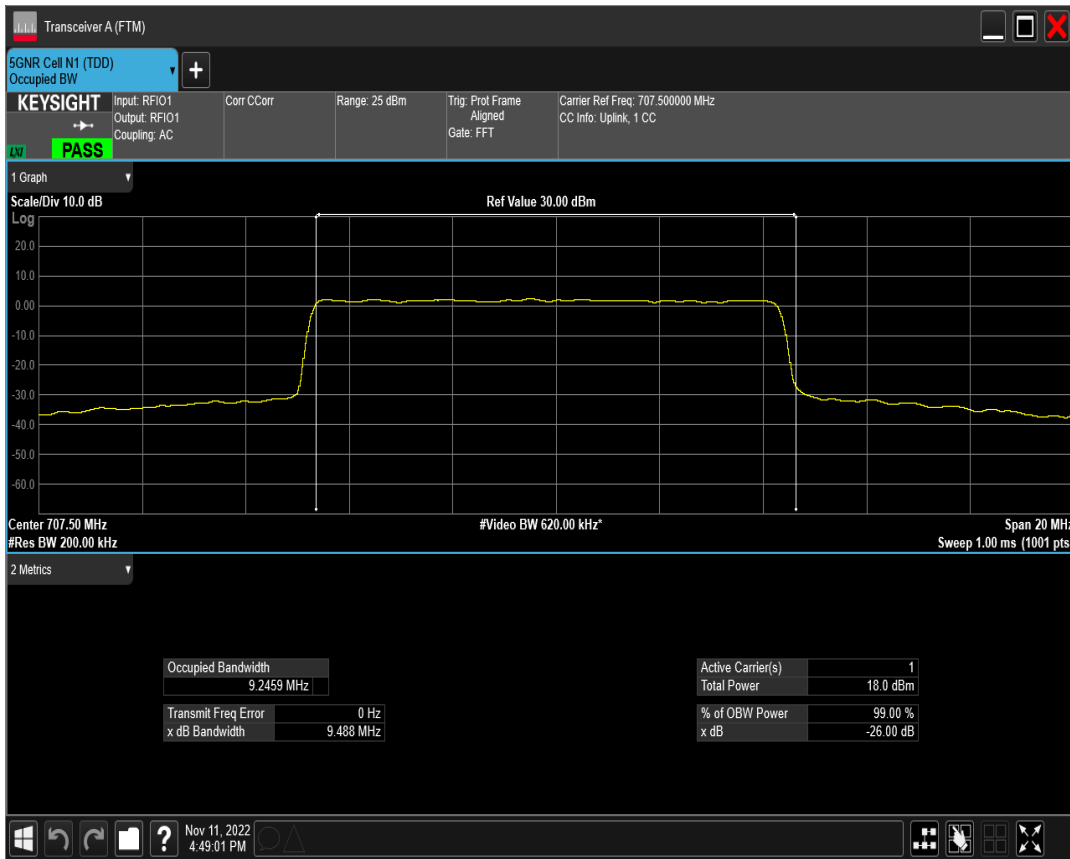 Transceiver A (FTM)
5GNR Cell N1 (TDD)
Occupied BW
+
KEYSIGHT
LXI
PASS
Input: RFIO1
Output: RFIO1
Coupling: AC
Corr CCorr
Range: 25 dBm
Trig: Prot Frame
Aligned
Gate: FFT
Carrier Ref Freq: 707.500000 MHz
CC Info: Uplink, 1 CC
1 Graph
Scale/Div 10.0 dB
Ref Value 30.00 dBm
Log
20.0
10.0
0.00
-10.0
-20.0
-30.0
-40.0
-50.0
-60.0
Center 707.50 MHz
#Video BW 620.00 kHz*
Span 20 MHz
#Res BW 200.00 kHz
Sweep 1.00 ms (1001 pts
2 Metrics
Occupied Bandwidth
9.2459 MHz
Transmit Freq Error 0 Hz
x dB Bandwidth 9.488 MHz
Active Carrier(s) 1
Total Power 18.0 dBm
% of OBW Power 99.00 %
x dB -26.00 dB
?
Nov 11, 2022
4:49:01 PM